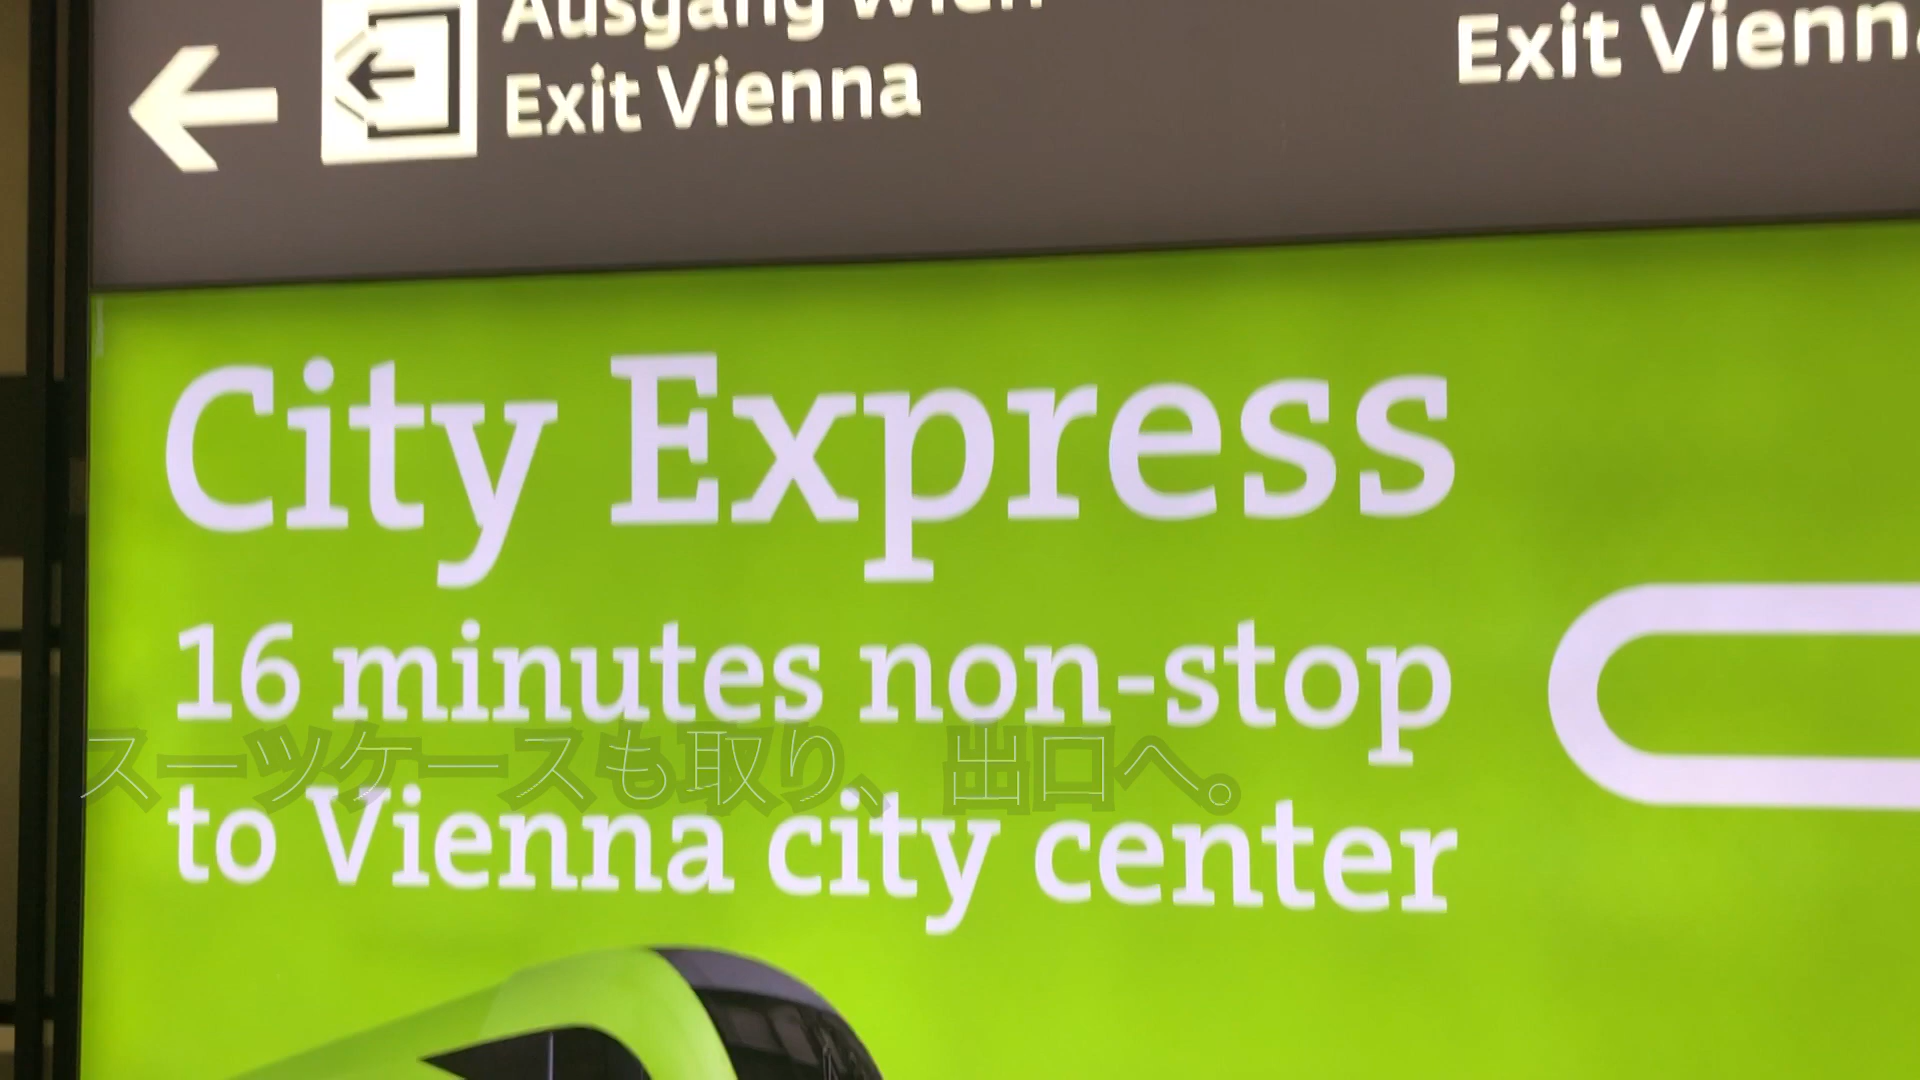 Ausgang Wien
Exit Vienna
Exit Vienna
City Express
16 minutes non-stop
スーツケースも取り、出口へ。
to Vienna city center